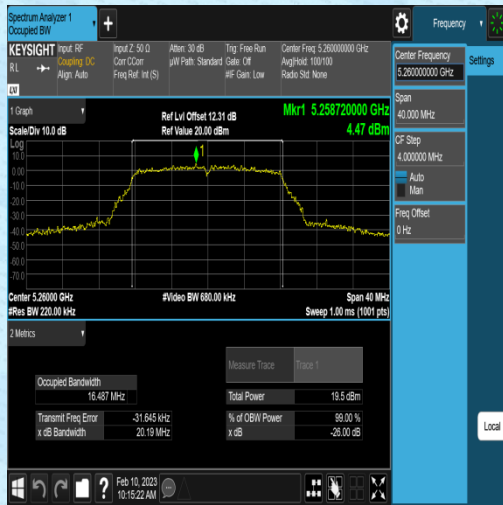 Spectrum Analyzer 1
Occupied BW
Frequency
KEYSIGHT
RL
Input: RF
Coupling: DC
Align: Auto
Input Z: 50 Ω
Corr CCorr
Freq Ref: Int (S)
Atten: 30 dB
µW Path: Standard
Trig: Free Run
Gate: Off
#IF Gain: Low
Center Freq: 5.260000000 GHz
Avg|Hold: 100/100
Radio Std: None
LXI
Center Frequency
5.260000000 GHz
Settings
Span
40.000 MHz
CF Step
4.000000 MHz
Auto
Man
Freq Offset
0 Hz
1 Graph
Scale/Div 10.0 dB
Ref Lvl Offset 12.31 dB
Ref Value 20.00 dBm
Mkr1 5.258720000 GHz
4.47 dBm
Log
10.0
0.00
-10.0
-20.0
-30.0
-40.0
-50.0
-60.0
-70.0
1
Center 5.26000 GHz
#Res BW 220.00 kHz
#Video BW 680.00 kHz
Span 40 MHz
Sweep 1.00 ms (1001 pts)
2 Metrics
Measure Trace
Trace 1
Occupied Bandwidth
16.487 MHz
Total Power
19.5 dBm
Transmit Freq Error
-31.645 kHz
% of OBW Power
99.00 %
x dB Bandwidth
20.19 MHz
x dB
-26.00 dB
Local
?
Feb 10, 2023
10:15:22 AM